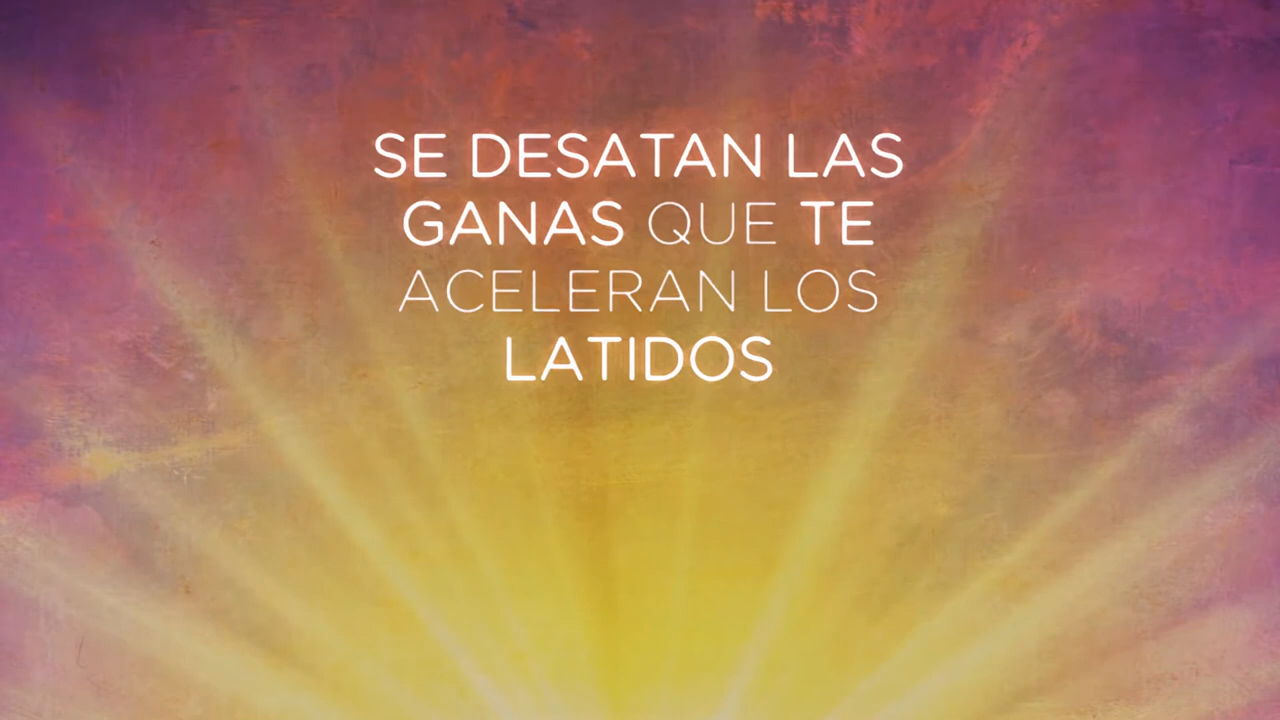 SE DESATAN LAS
GANAS QUE TE
ACELERAN LOS
LATIDOS